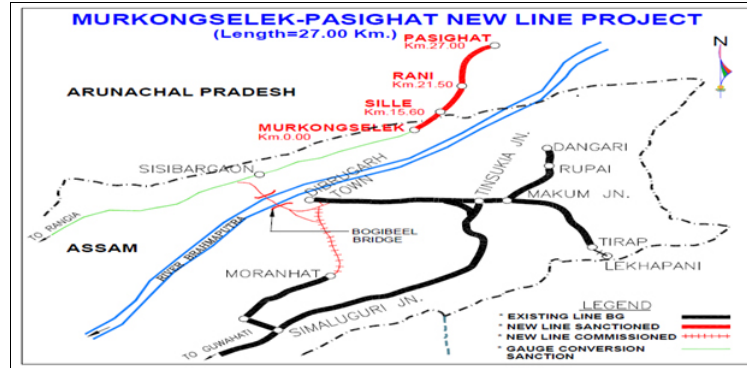 MURKONGSELEK-PASIGHAT NEW LINE PROJECT
(Length=27.00 Km.)
N
PASIGHAT
Km.27.00
RANI
Km.21.50
ARUNACHAL PRADESH
SILLE
Km.15.60
MURKONGSELEK
Km.0.00
SISIBARGAON
DIBRUGARH
TOWN
TINSUKIA JN.
DANGARI
RUPAI
MAKUM JN.
TO RANGIA
ASSAM
RIVER BRAHMAPUTRA
BOGIBEEL
BRIDGE
TIRAP
LEKHAPANI
MORANHAT
SIMALUGURI JN.
TO GUWAHATI
LEGEND
* EXISTING LINE BG
* NEW LINE SANCTIONED
* NEW LINE COMMISSIONED
* GAUGE CONVERSION
SANCTION